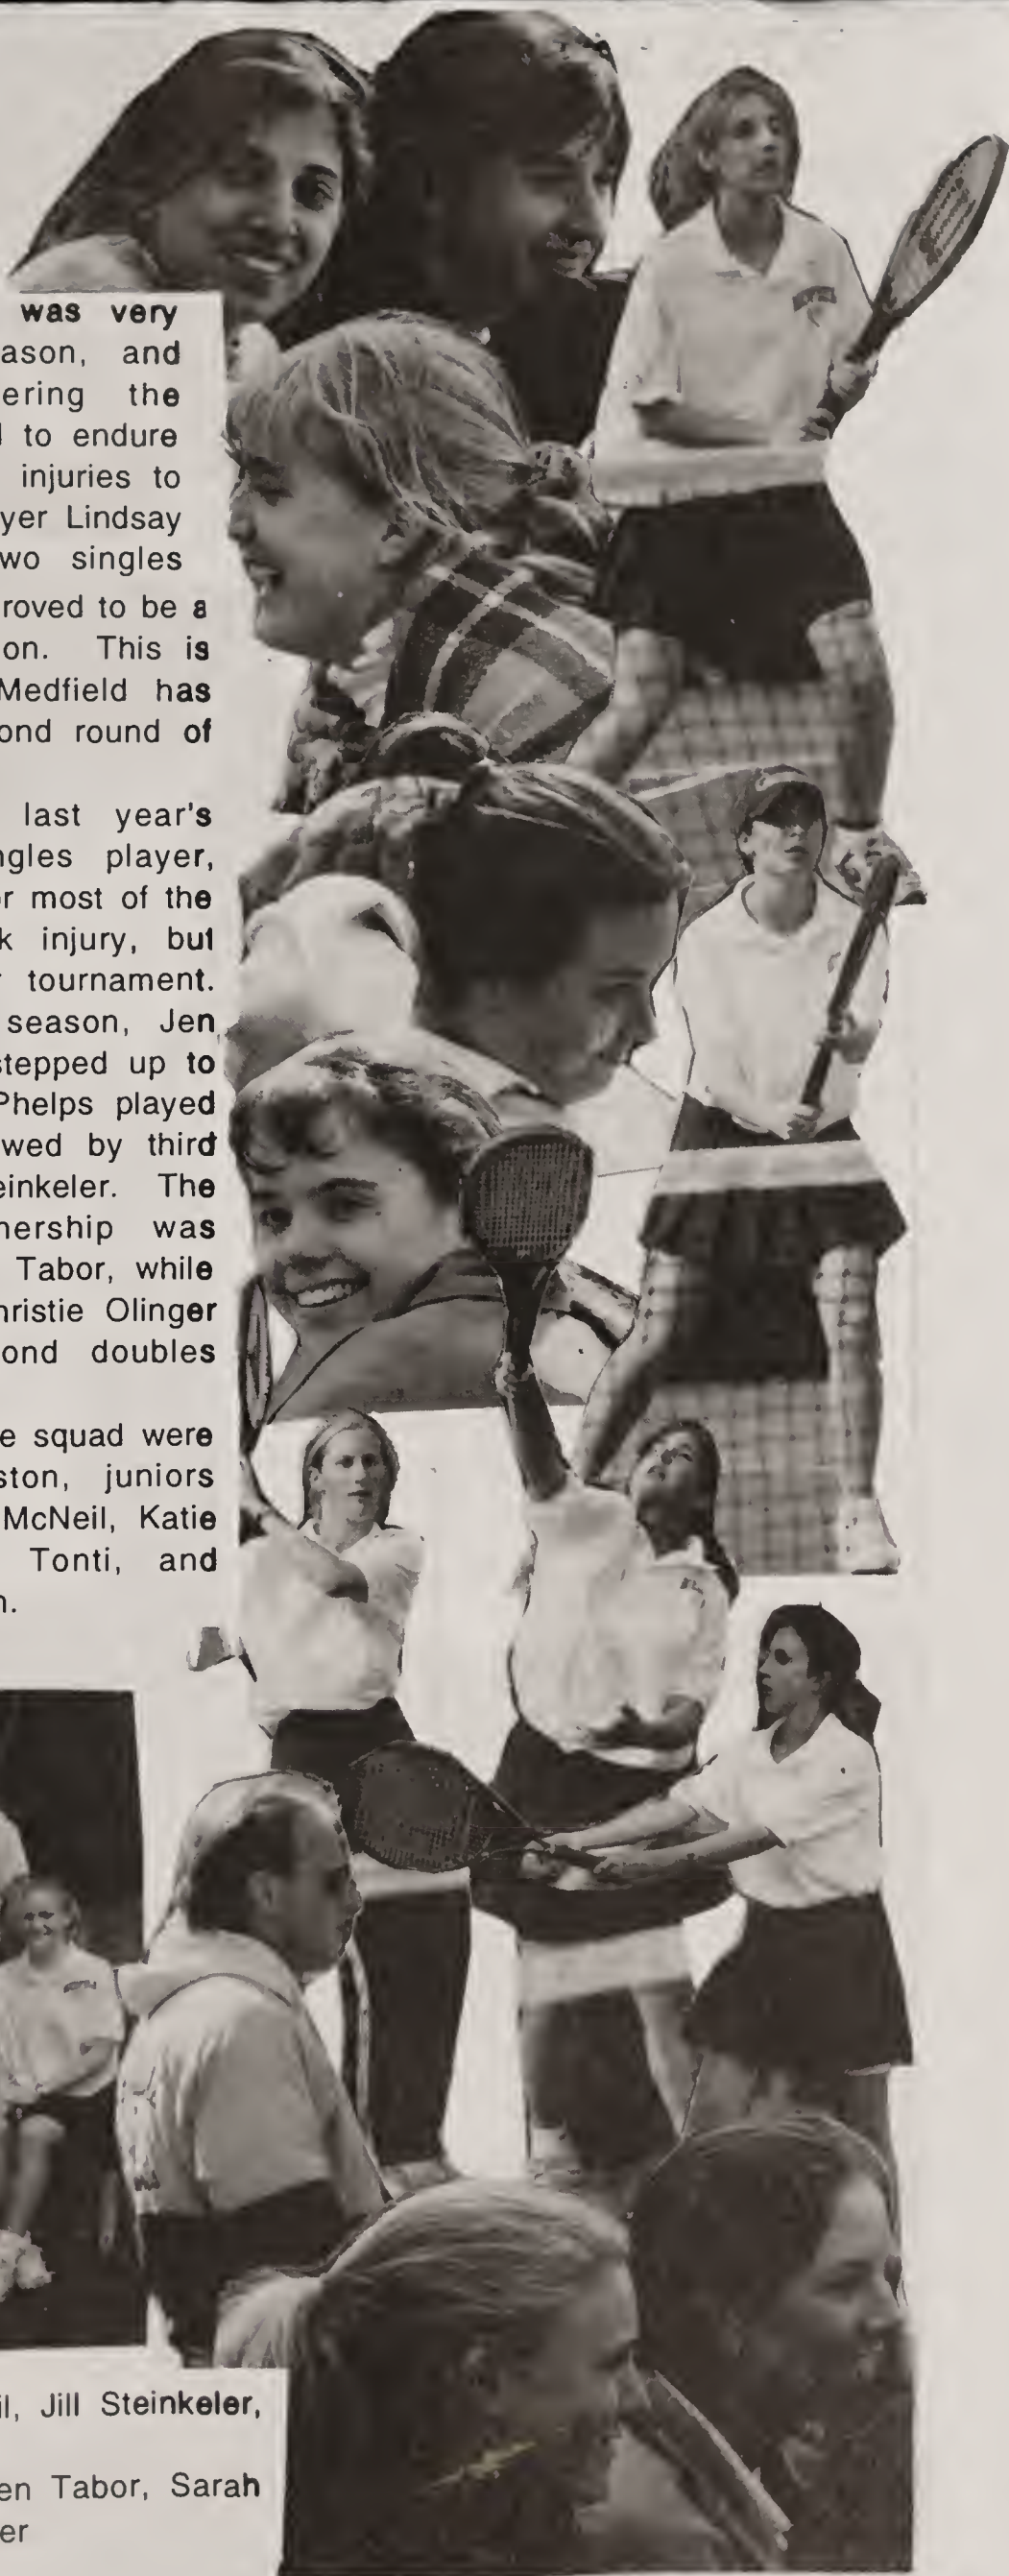 was very
ason, and
ering the
to endure
injuries to
yer Lindsay
wo singles
roved to be a
on. This is
Medfield has
ond round of
last year's
ngles player,
r most of the
k injury, but
tournament.
season, Jen
stepped up to
Phelps played
wed by third
einkeler. The
nership was
Tabor, while
hristie Olinger
ond doubles
e squad were
ston, juniors
McNeil, Katie
Tonti, and
n.
il, Jill Steinkeler,
en Tabor, Sarah
er